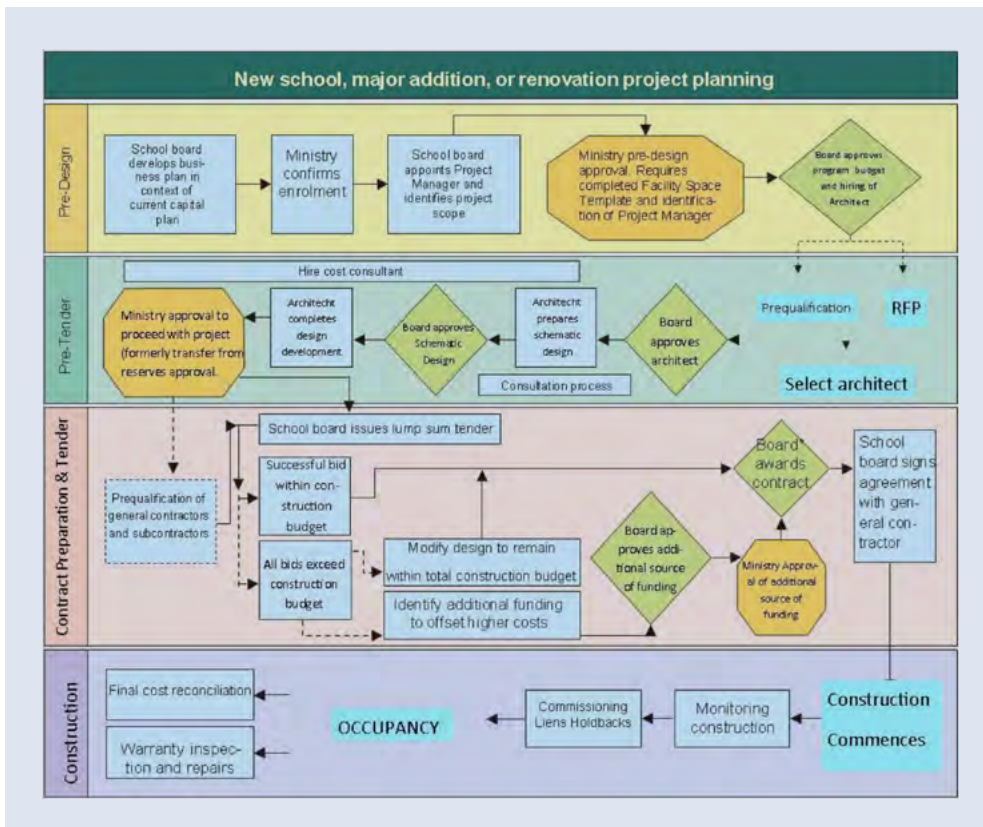 New school, major addition, or renovation project planning
Pre-Design
School board
develops busi-
ness plan in
context of
current capital
plan
Ministry
confirms
enrolment
School board
appoints Project
Manager and
identifies project
scope
Ministry pre-design
approval. Requires
completed Facility Space
Template and identifica-
tion of Project Manager
Board approves
program budget
and hiring of
Architect
Pre-Tender
Hire cost consultant
Ministry approval to
proceed with project
(formerly transfer from
reserves approval.
Architect
completes
design
development.
Board approves
Schematic
Design
Architecht
prepares
schematic
design
Board
approves
architect
Prequalification
RFP
Select architect
Consultation process
Contract Preparation & Tender
School board issues lump sum tender
Prequalification of
general contractors
and subcontractors
Successful bid
within con-
struction
budget
All bids exceed
construction
budget
Modify design to remain
within total construction budget
Identify additional funding
to offset higher costs
Board ap-
proves addi-
tional source
of funding
Ministry Approv-
al of additional
source of
funding
Board*
awards
contract
School
board signs
agreement
with gen-
eral con-
tractor
Construction
Final cost reconciliation
Warranty inspec-
tion and repairs
OCCUPANCY
Commissioning
Liens Holdbacks
Monitoring
construction
Construction
Commences